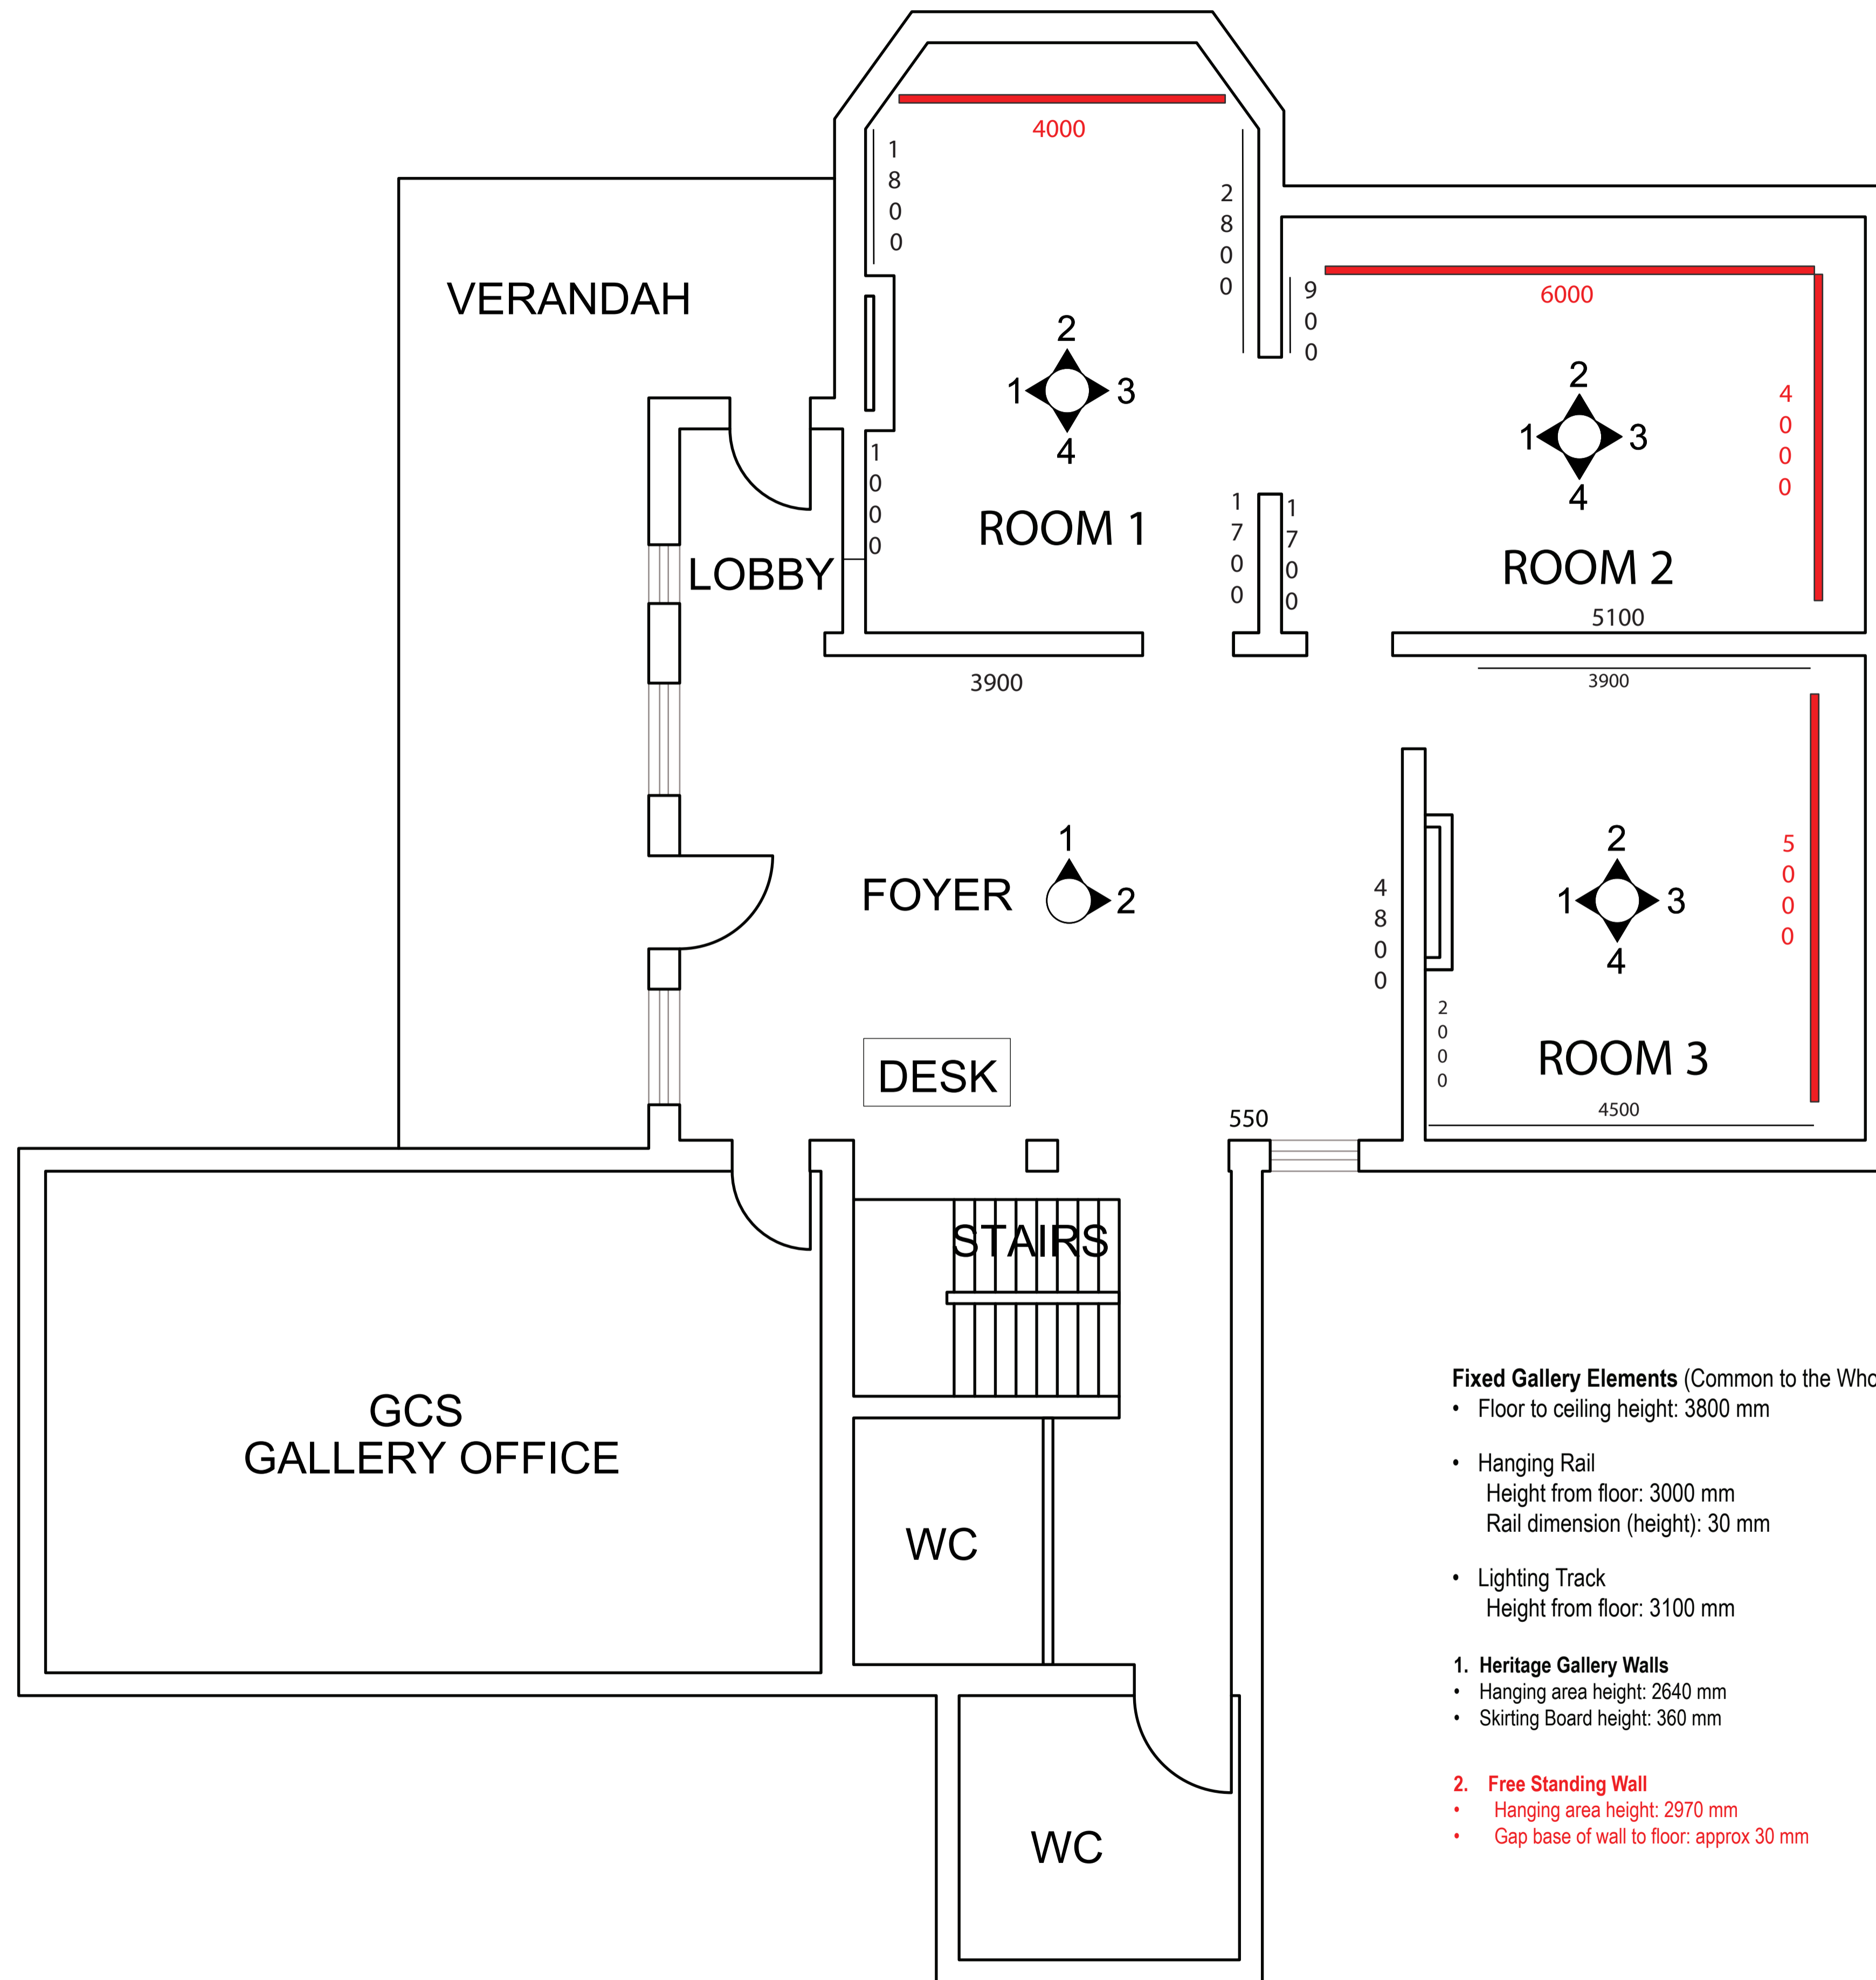 4000
1800
2800
VERANDAH
900
6000
2
1 3
4
2
1 3
4
4000
1000
ROOM 1
1700
1700
LOBBY
ROOM 2
5100
3900
3900
1
FOYER
2
4800
2
1 3
4
5000
2000
DESK
ROOM 3
4500
550
STAIRS
GCS
GALLERY OFFICE
WC
WC
Fixed Gallery Elements (Common to the Who
• Floor to ceiling height: 3800 mm
• Hanging Rail
Height from floor: 3000 mm
Rail dimension (height): 30 mm
• Lighting Track
Height from floor: 3100 mm
1. Heritage Gallery Walls
• Hanging area height: 2640 mm
• Skirting Board height: 360 mm
2. Free Standing Wall
• Hanging area height: 2970 mm
• Gap base of wall to floor: approx 30 mm